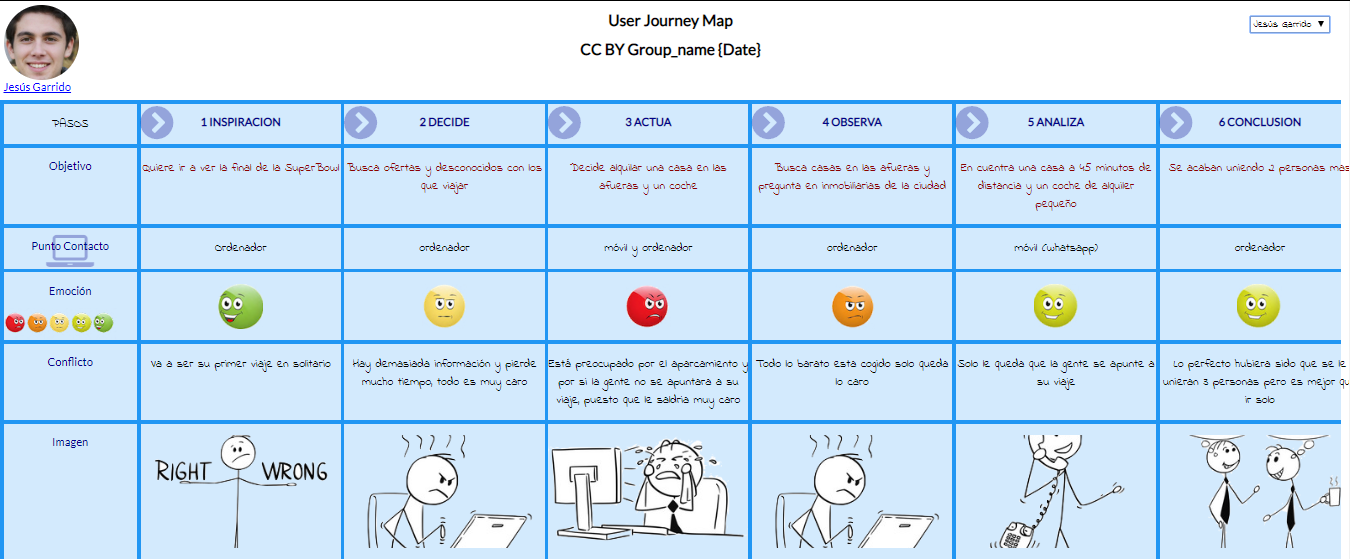 User Journey Map
Jesús Garrido ▼
CC BY Group_name {Date}
Jesús Garrido
PASOS
1 INSPIRACION
2 DECIDE
3 ACTUA
4 OBSERVA
5 ANALIZA
6 CONCLUSION
Objetivo
Quiere ir a ver la final de la SuperBowl
Busca ofertas y desconocidos con los
que viajar
Decide alquilar una casa en las
afueras y un coche
Busca casas en las afueras y
pregunta en inmobiliarias de la ciudad
En cuentra una casa a 45 minutos de
distancia y un coche de alquiler
pequeño
Se acaban uniendo 2 personas mas
Punto Contacto
Ordenador
ordenador
móvil y ordenador
ordenador
móvil (whatsapp)
ordenador
Emoción
Conflicto
Va a ser su primer viaje en solitario
Hay demasiada información y pierde
mucho tiempo, todo es muy caro
Está preocupado por el aparcamiento y
por si la gente no se apuntara a su
viaje, puesto que le saldria muy caro
Todo lo barato esta cogido solo queda
lo caro
Solo le queda que la gente se apunte a
su viaje
Lo perfecto hubiera sido que se le
unieran 3 personas pero es mejor qu
ir solo
Imagen
RIGHT WRONG